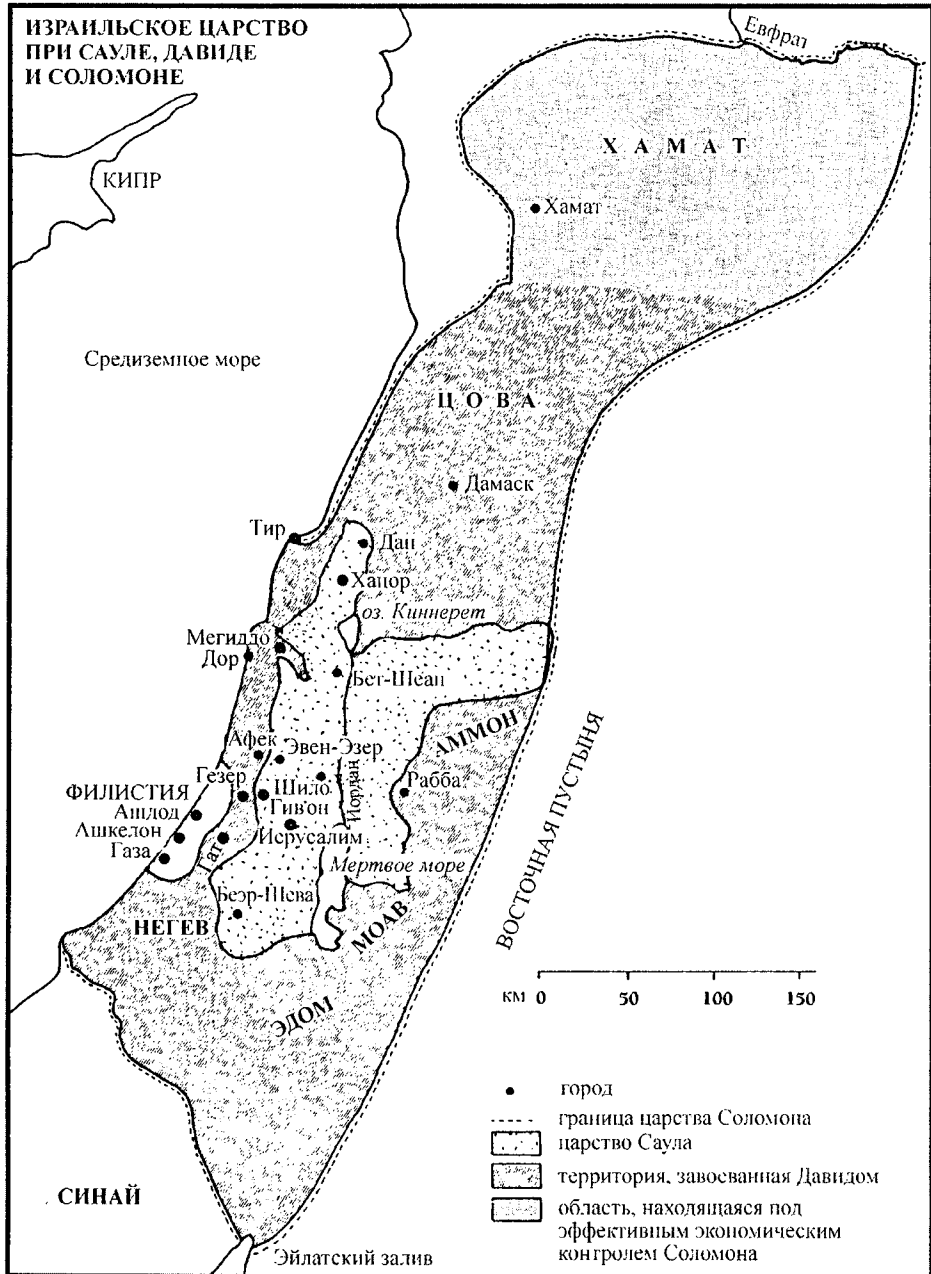 ИЗРАИЛЬСКОЕ ЦАРСТВО
ПРИ САУЛЕ, ДАВИДЕ
И СОЛОМОНЕ
Евфрат
ХАМАТ
КИПР
Хамат
Средиземное море
ЦОВА
Дамаск
Тир
Дан
Хацор
оз. Киннерет
Мегиддо
Дор
Бет-Шеан
АММОН
Афек
Эвен-Эзер
Гезер
Шило
Иордан
Рабба
ФИЛИСТИЯ
Гивон
Ашдод
Ашкелон
Иерусалим
Газа
Гат
Мертвое море
ВОСТОЧНАЯ ПУСТЫНЯ
Беэр-Шева
НЕГЕВ
МОАВ
ЭДОМ
км 0 50 100 150
город
граница царства Соломона
царство Саула
территория, завоеванная Давидом
область, находящаяся под
эффективным экономическим
контролем Соломона
СИНАЙ
Эйлатский залив